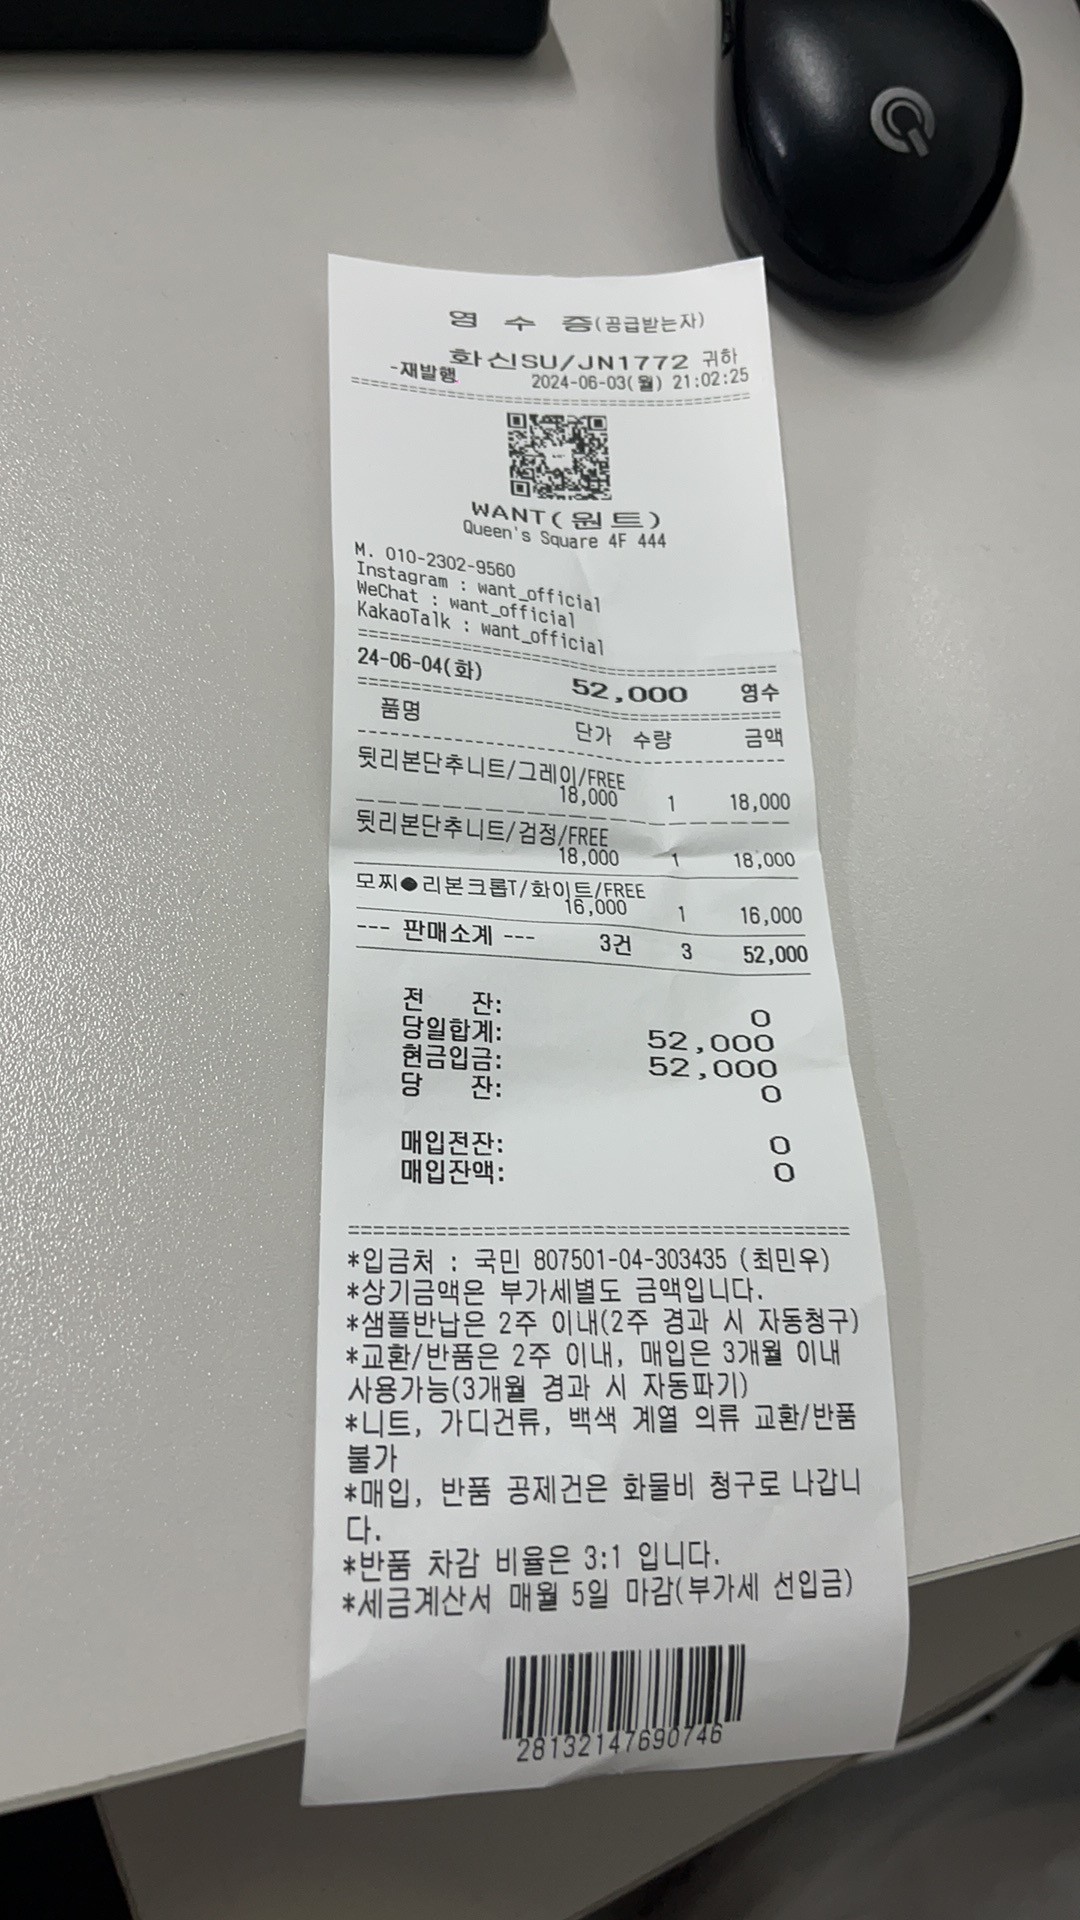 영 수 증(공급받는자)
화신SU/JN1772 귀하
-재발행 2024-06-03(월) 21:02:25
========================================
WANT(원트)
Queen's Square 4F 444
M. 010-2302-9560
Instagram : want_official
WeChat : want_official
KakaoTalk : want_official
========================================
24-06-04(화) 52,000 영수
========================================
품명 단가 수량 금액
뒷리본단추니트/그레이/FREE
18,000 1 18,000
뒷리본단추니트/검정/FREE
18,000 1 18,000
모찌●리본크롭T/화이트/FREE
16,000 1 16,000
--- 판매소계 --- 3건 3 52,000
전 잔: 0
당일합계: 52,000
현금입금: 52,000
당 잔: 0
매입전잔: 0
매입잔액: 0
========================================
*입금처 : 국민 807501-04-303435 (최민우)
*상기금액은 부가세별도 금액입니다.
*샘플반납은 2주 이내(2주 경과 시 자동청구)
*교환/반품은 2주 이내, 매입은 3개월 이내
사용가능(3개월 경과 시 자동파기)
*니트, 가디건류, 백색 계열 의류 교환/반품
불가
*매입, 반품 공제건은 화물비 청구로 나갑니
다.
*반품 차감 비율은 3:1 입니다.
*세금계산서 매월 5일 마감(부가세 선입금)
28132147690746